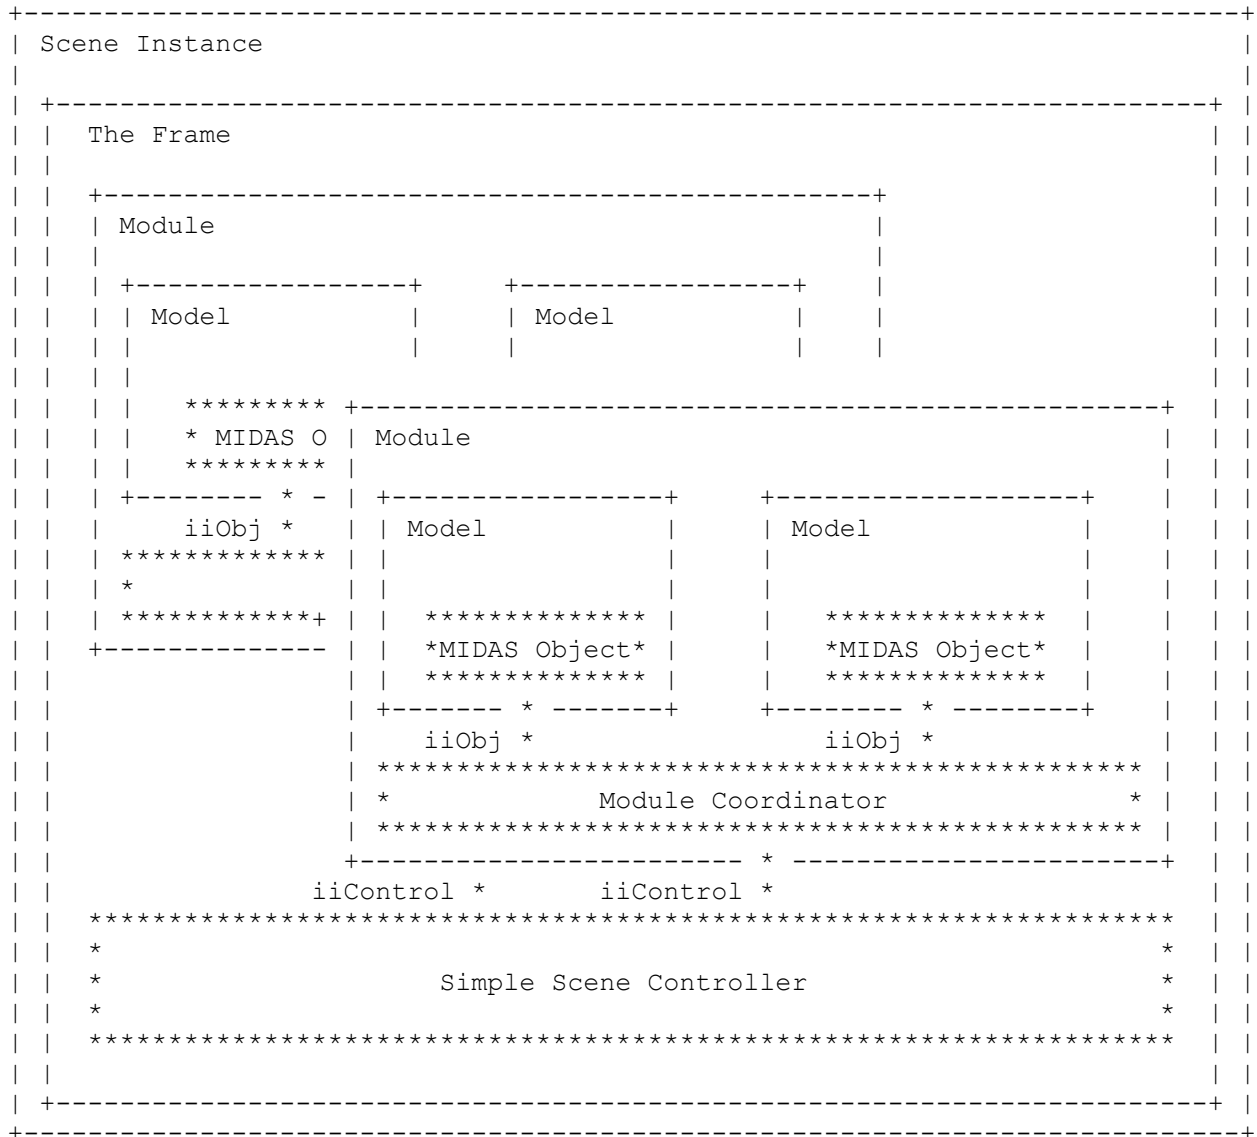 Scene Instance
The Frame
Module
Model Model
* MIDAS O | Module
iiObj * | | Model | | Model
*MIDAS Object* *MIDAS Object*
iiObj * iiObj *
* Module Coordinator *
iiControl * iiControl *
* Simple Scene Controller *